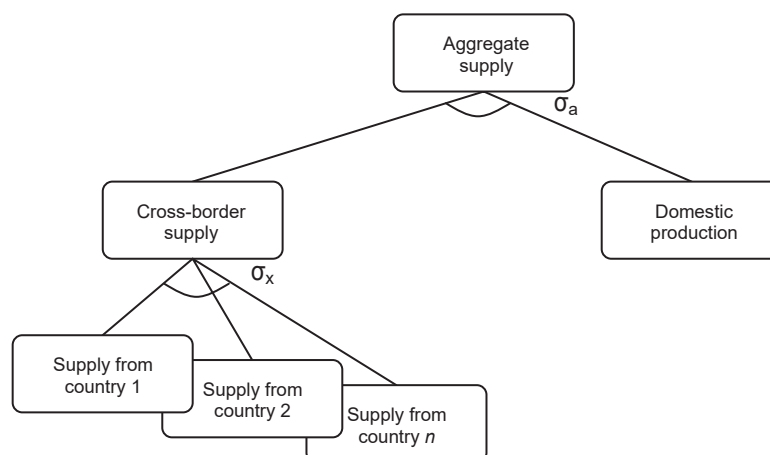 Aggregate
supply
σa
Cross-border
supply
Domestic
production
σx
Supply from
country 1
Supply from
country 2
Supply from
country n